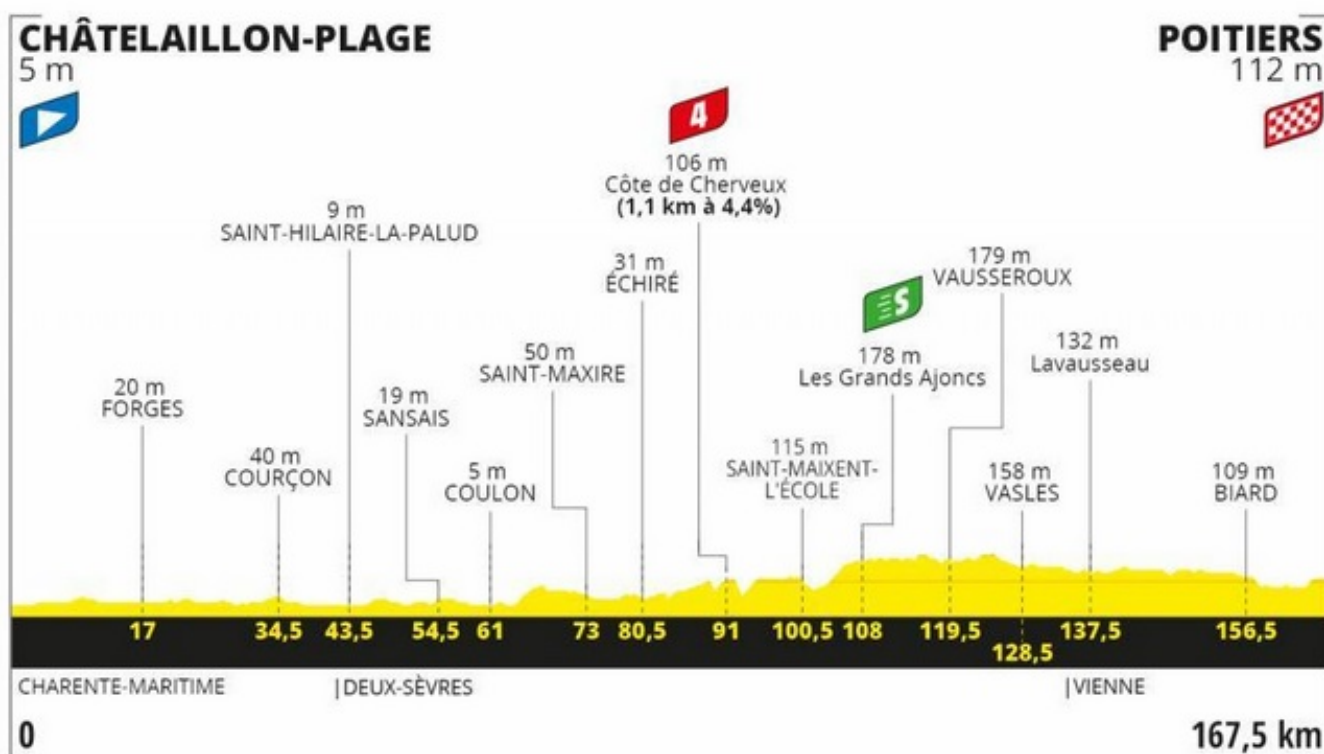 CHÂTELAILLON-PLAGE
5 m
POITIERS
112 m
4
106 m
Côte de Cherveux
(1,1 km à 4,4%)
9 m
SAINT-HILAIRE-LA-PALUD
31 m
ÉCHIRÉ
179 m
VAUSSEROUX
S
50 m
SAINT-MAXIRE
178 m
Les Grands Ajoncs
132 m
Lavausseau
20 m
FORGES
19 m
SANSAIS
40 m
COURÇON
5 m
COULON
115 m
SAINT-MAIXENT-
L'ÉCOLE
158 m
VASLES
109 m
BIARD
17 34,5 43,5 54,5 61 73 80,5 91 100,5 108 119,5 128,5 137,5 156,5
CHARENTE-MARITIME |DEUX-SÈVRES |VIENNE
0 167,5 km